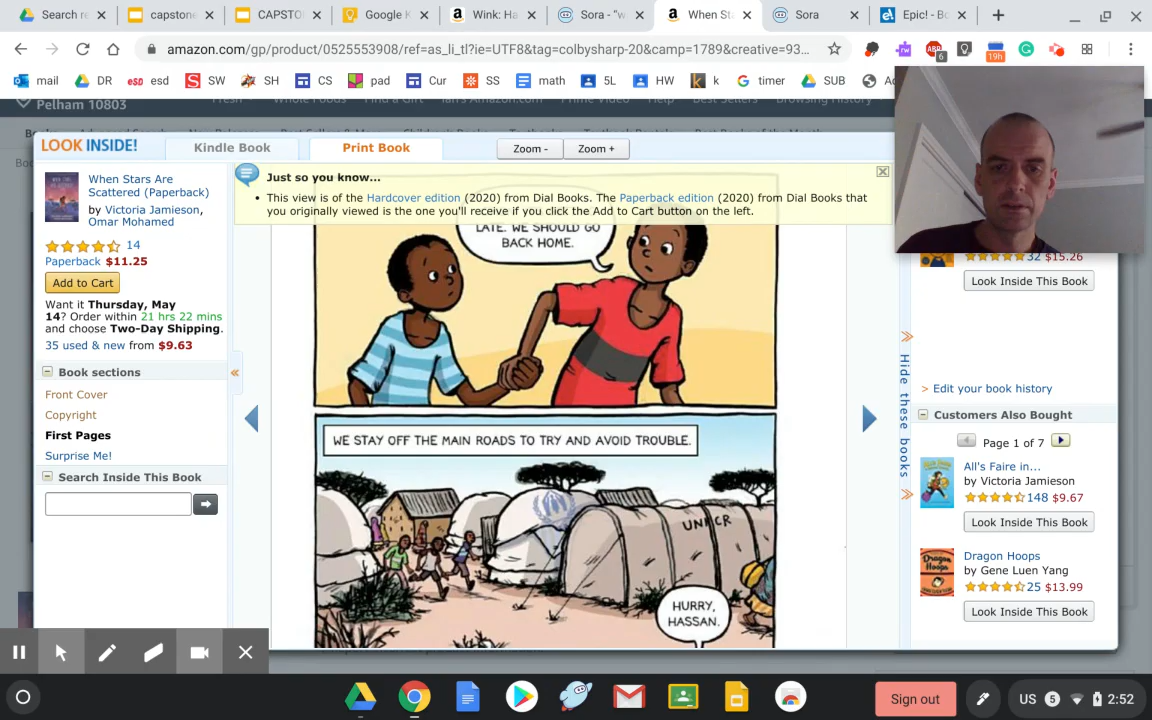 Search re
capstone
CAPSTO
Google K
Wink: Ha
Sora - "w
When Sta
Sora
Epic! - Bo
amazon.com/gp/product/0525553908/ref=as_li_tl?ie=UTF8&tag=colbysharp-20&camp=1789&creative=93...
6
19h
mail
DR
esd
esd
SW
SH
CS
pad
Cur
SS
math
5L
HW
k
timer
SUB
Pelham 10803
LOOK INSIDE!
Kindle Book
Print Book
Zoom -
Zoom +
When Stars Are
Scattered (Paperback)
by Victoria Jamieson,
Omar Mohamed
14
Paperback $11.25
Add to Cart
Want it Thursday, May
14? Order within 21 hrs 22 mins
and choose Two-Day Shipping.
35 used & new from $9.63
Book sections
Front Cover
Copyright
First Pages
Surprise Me!
Search Inside This Book
Just so you know...
• This view is of the Hardcover edition (2020) from Dial Books. The Paperback edition (2020) from Dial Books that
you originally viewed is the one you'll receive if you click the Add to Cart button on the left.
LATE. WE SHOULD GO
BACK HOME.
WE STAY OFF THE MAIN ROADS TO TRY AND AVOID TROUBLE.
HURRY,
HASSAN.
32 $15.26
Look Inside This Book
Hide these books
> Edit your book history
Customers Also Bought
Page 1 of 7
All's Faire in...
by Victoria Jamieson
148 $9.67
Look Inside This Book
Dragon Hoops
by Gene Luen Yang
25 $13.99
Look Inside This Book
Sign out
US 5 2:52